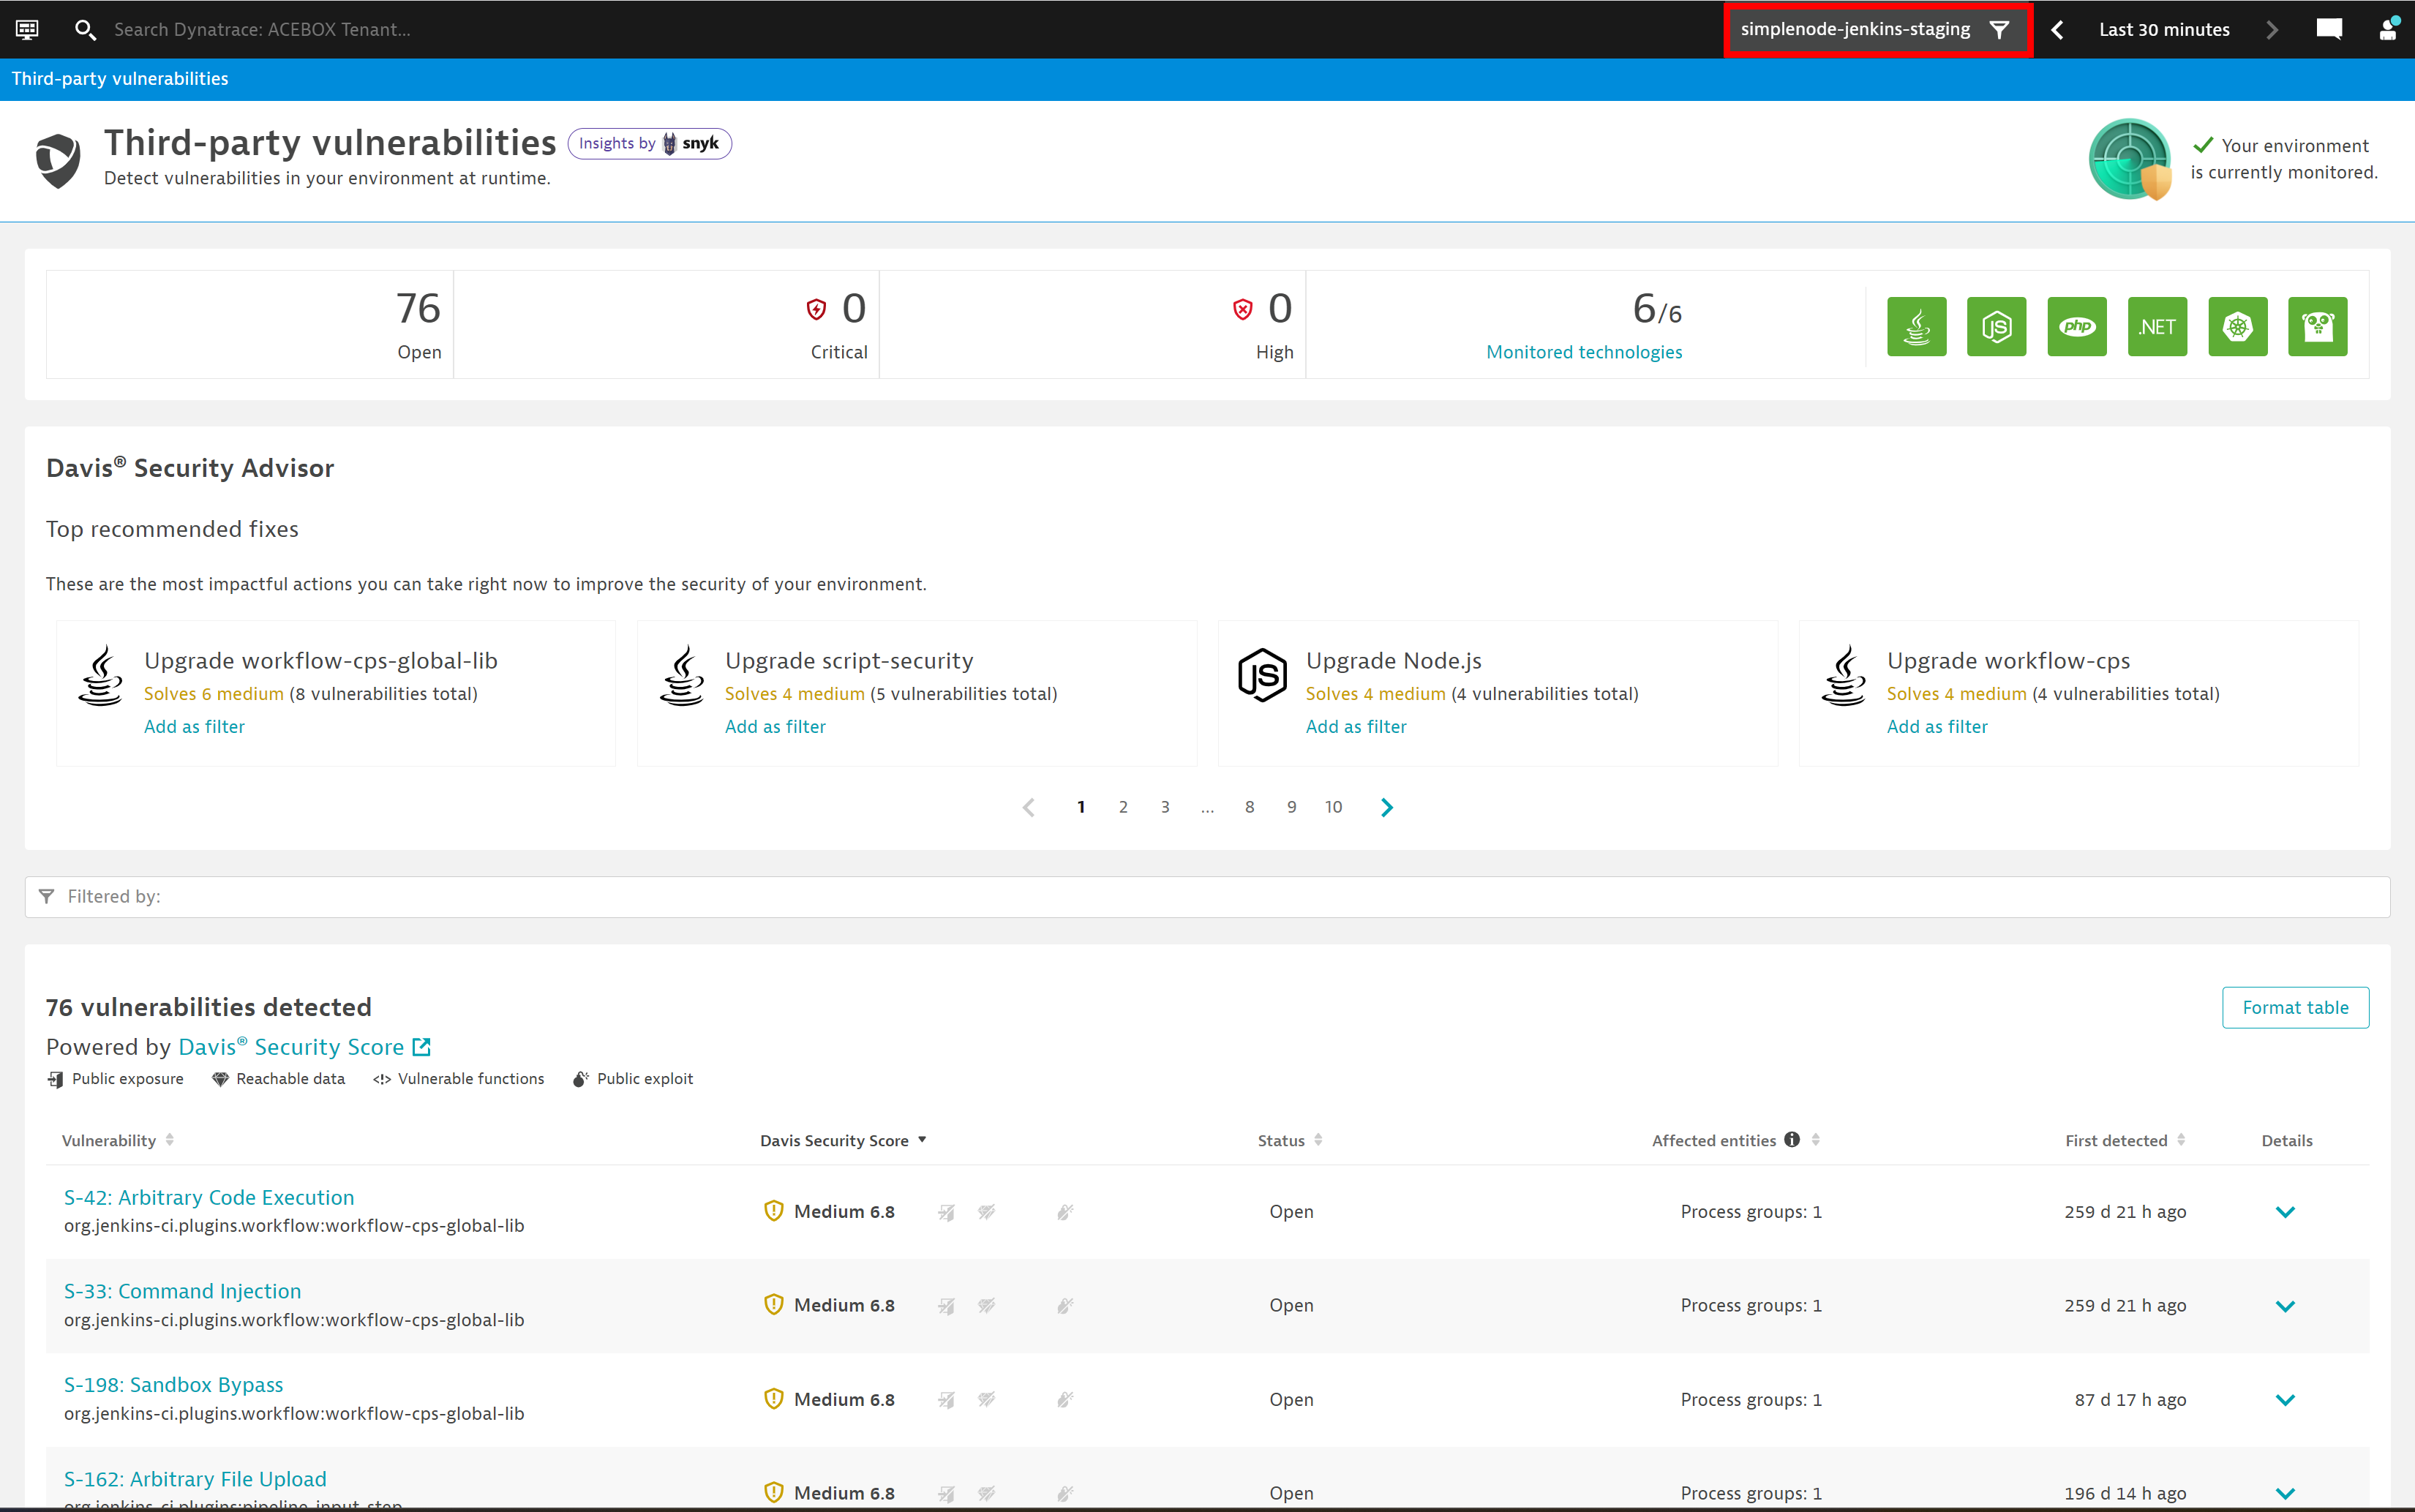 Search Dynatrace: ACEBOX Tenant...
simplenode-jenkins-staging
Last 30 minutes
Third-party vulnerabilities
Third-party vulnerabilities
Insights by snyk
Detect vulnerabilities in your environment at runtime.
Your environment
is currently monitored.
76
Open
0
Critical
0
High
6/6
Monitored technologies
JS
php
.NET
Davis® Security Advisor
Top recommended fixes
These are the most impactful actions you can take right now to improve the security of your environment.
Upgrade workflow-cps-global-lib
Solves 6 medium (8 vulnerabilities total)
Add as filter
Upgrade script-security
Solves 4 medium (5 vulnerabilities total)
Add as filter
JS
Upgrade Node.js
Solves 4 medium (4 vulnerabilities total)
Add as filter
Upgrade workflow-cps
Solves 4 medium (4 vulnerabilities total)
Add as filter
1 2 3 ... 8 9 10
Filtered by:
76 vulnerabilities detected
Format table
Powered by Davis® Security Score
Public exposure Reachable data Vulnerable functions Public exploit
Vulnerability Davis Security Score Status Affected entities First detected Details
S-42: Arbitrary Code Execution
org.jenkins-ci.plugins.workflow:workflow-cps-global-lib
Medium 6.8 Open Process groups: 1 259 d 21 h ago
S-33: Command Injection
org.jenkins-ci.plugins.workflow:workflow-cps-global-lib
Medium 6.8 Open Process groups: 1 259 d 21 h ago
S-198: Sandbox Bypass
org.jenkins-ci.plugins.workflow:workflow-cps-global-lib
Medium 6.8 Open Process groups: 1 87 d 17 h ago
S-162: Arbitrary File Upload
org.jenkins-ci.plugins:pipeline-input-step
Medium 6.8 Open Process groups: 1 196 d 14 h ago